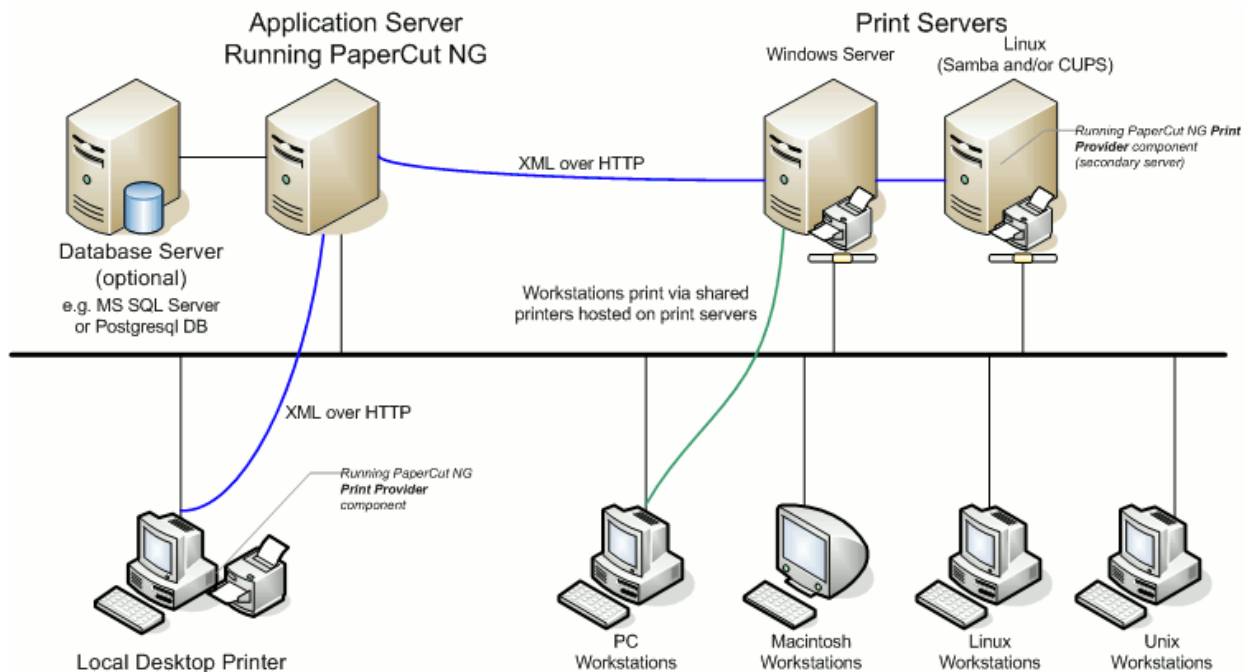 Application Server
Running PaperCut NG
Print Servers
Windows Server
Linux
(Samba and/or CUPS)
Running PaperCut NG Print
Provider component
(secondary server)
XML over HTTP
Database Server
(optional)
e.g. MS SQL Server
or Postgresql DB
Workstations print via shared
printers hosted on print servers
XML over HTTP
Running PaperCut NG
Print Provider
component
Local Desktop Printer
PC
Workstations
Macintosh
Workstations
Linux
Workstations
Unix
Workstations